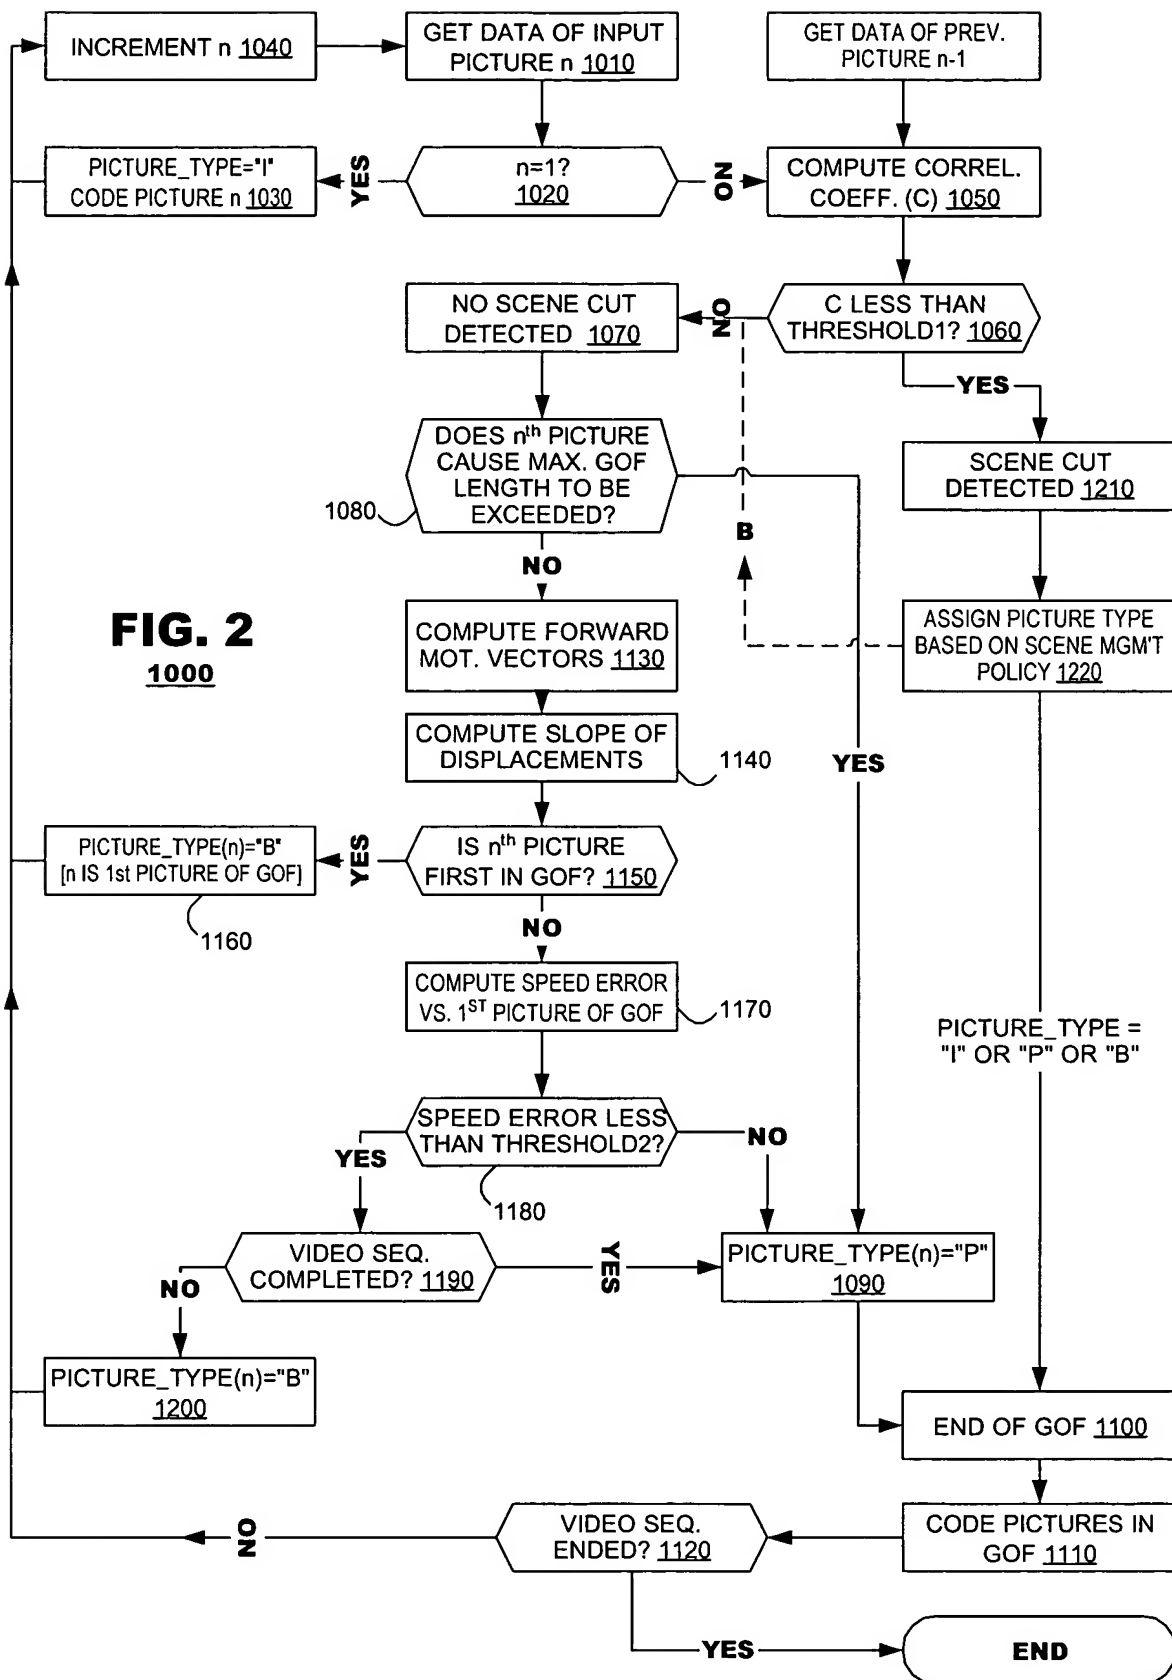 INCREMENT n 1040
GET DATA OF INPUT
PICTURE n 1010
GET DATA OF PREV.
PICTURE n-1
PICTURE_TYPE="I"
CODE PICTURE n 1030
YES
n=1?
1020
NO
COMPUTE CORREL.
COEFF. (C) 1050
NO SCENE CUT
DETECTED 1070
NO
C LESS THAN
THRESHOLD1? 1060
YES
DOES nth PICTURE
CAUSE MAX. GOF
LENGTH TO BE
EXCEEDED?
1080
SCENE CUT
DETECTED 1210
B
NO
FIG. 2
1000
COMPUTE FORWARD
MOT. VECTORS 1130
ASSIGN PICTURE TYPE
BASED ON SCENE MGM'T
POLICY 1220
COMPUTE SLOPE OF
DISPLACEMENTS
1140
YES
PICTURE_TYPE(n)="B"
[n IS 1st PICTURE OF GOF]
1160
YES
IS nth PICTURE
FIRST IN GOF? 1150
NO
COMPUTE SPEED ERROR
VS. 1ST PICTURE OF GOF
1170
PICTURE_TYPE =
"I" OR "P" OR "B"
SPEED ERROR LESS
THAN THRESHOLD2?
1180
YES
NO
VIDEO SEQ.
COMPLETED? 1190
NO
YES
PICTURE_TYPE(n)="P"
1090
PICTURE_TYPE(n)="B"
1200
END OF GOF 1100
NO
VIDEO SEQ.
ENDED? 1120
CODE PICTURES IN
GOF 1110
YES
END